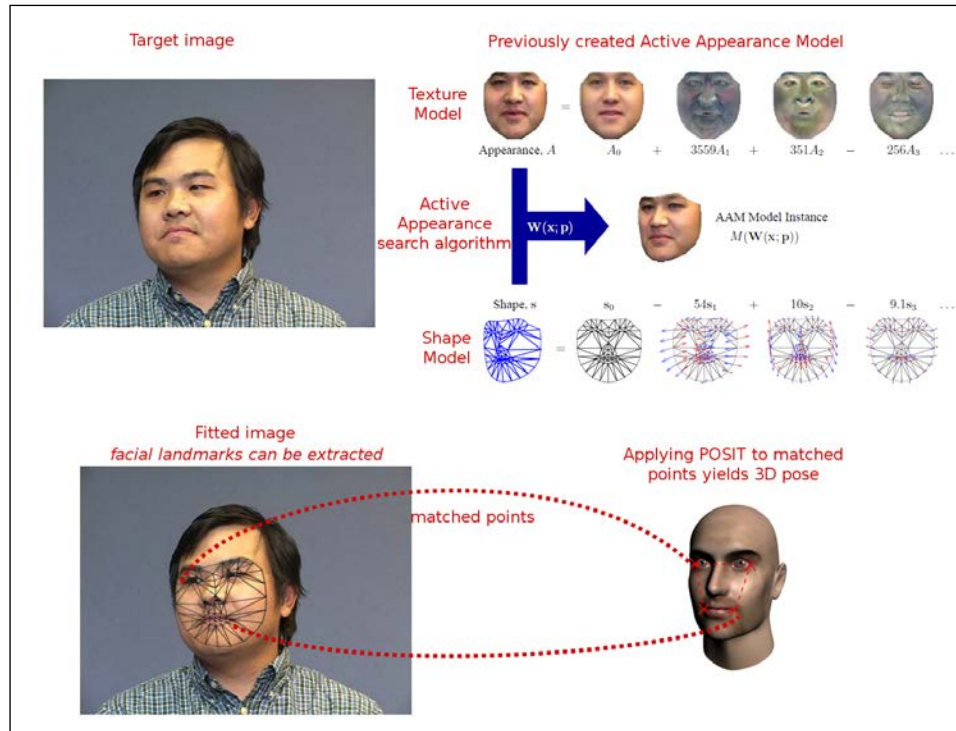 Target image
Previously created Active Appearance Model
Texture
Model
=
Appearance, A A₀ + 3559A₁ + 351A₂ − 256A₃ ...
Active
Appearance
search algorithm
W(x; p)
AAM Model Instance
M(W(x; p))
Shape, s s₀ − 54s₁ + 10s₂ − 9.1s₃ ...
Shape
Model
=
Fitted image
facial landmarks can be extracted
Applying POSIT to matched
points yields 3D pose
matched points